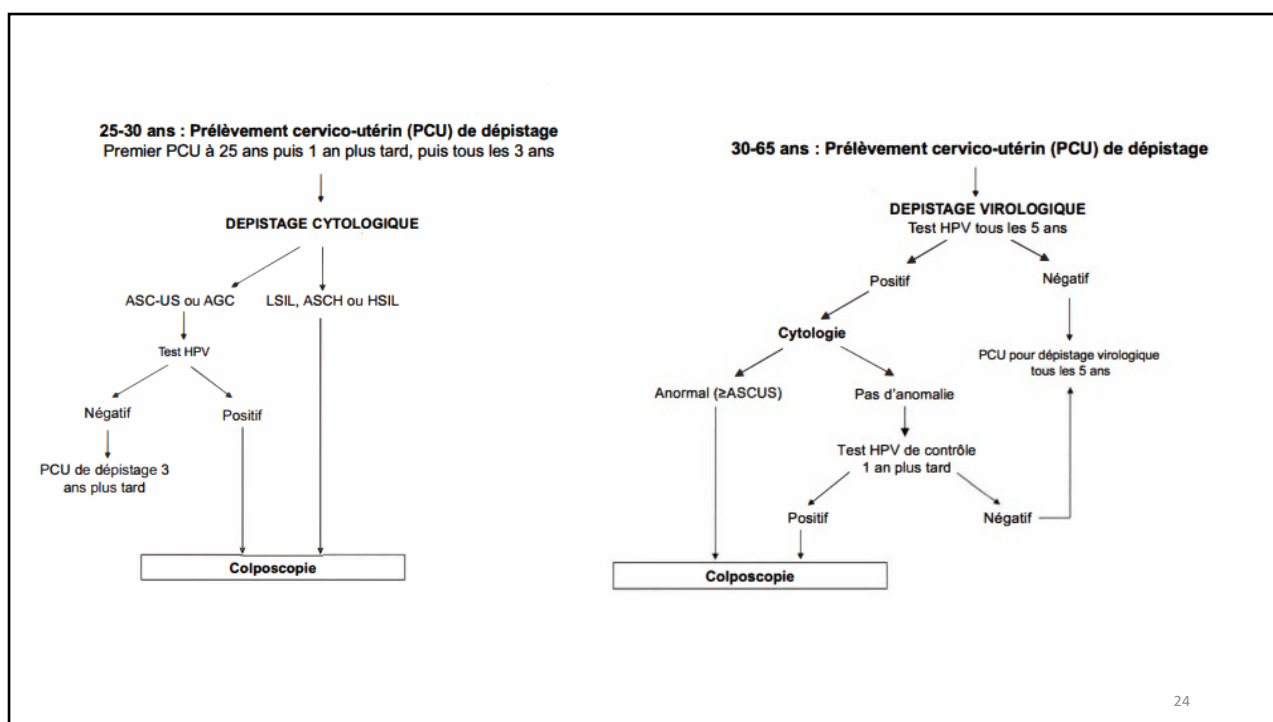 25-30 ans : Prélèvement cervico-utérin (PCU) de dépistage
Premier PCU à 25 ans puis 1 an plus tard, puis tous les 3 ans
DEPISTAGE CYTOLOGIQUE
ASC-US ou AGC
LSIL, ASCH ou HSIL
Test HPV
Négatif
Positif
PCU de dépistage 3
ans plus tard
Colposcopie
30-65 ans : Prélèvement cervico-utérin (PCU) de dépistage
DEPISTAGE VIROLOGIQUE
Test HPV tous les 5 ans
Positif
Négatif
Cytologie
PCU pour dépistage virologique
tous les 5 ans
Anormal (≥ASCUS)
Pas d'anomalie
Test HPV de contrôle
1 an plus tard
Positif
Négatif
Colposcopie
24